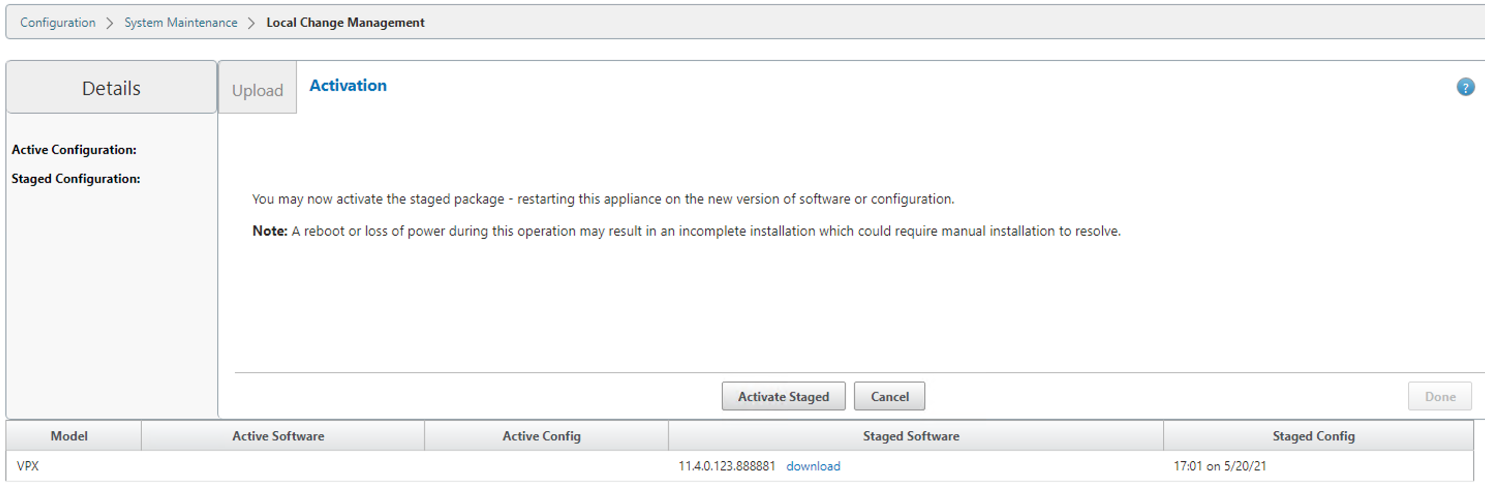 Configuration > System Maintenance > Local Change Management
Details
Upload
Activation
?
Active Configuration:
Staged Configuration:
You may now activate the staged package - restarting this appliance on the new version of software or configuration.
Note: A reboot or loss of power during this operation may result in an incomplete installation which could require manual installation to resolve.
Activate Staged
Cancel
Done
Model Active Software Active Config Staged Software Staged Config
VPX 11.4.0.123.888881 download 17:01 on 5/20/21